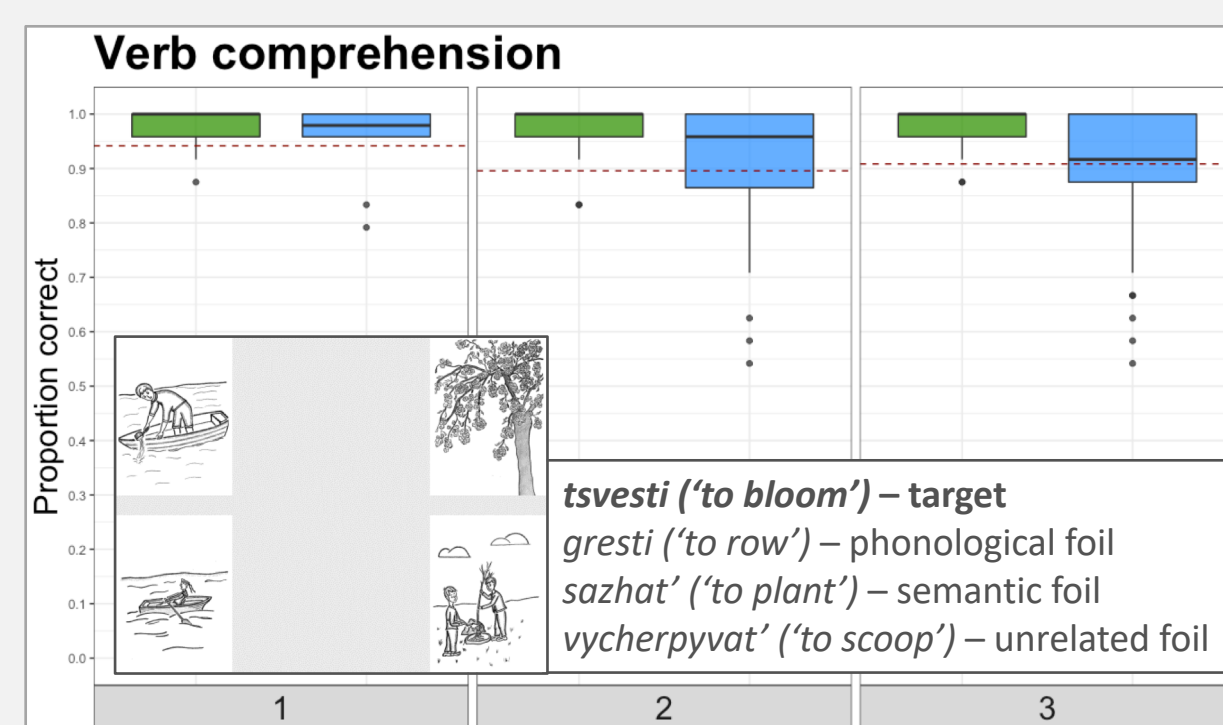 Verb comprehension
Proportion correct
1.0
0.9
0.8
0.7
0.6
0.5
0.4
0.3
0.2
0.1
0.0
tsvesti (‘to bloom’) – target
gresti (‘to row’) – phonological foil
sazhat’ (‘to plant’) – semantic foil
vycherpyvat’ (‘to scoop’) – unrelated foil
1
2
3